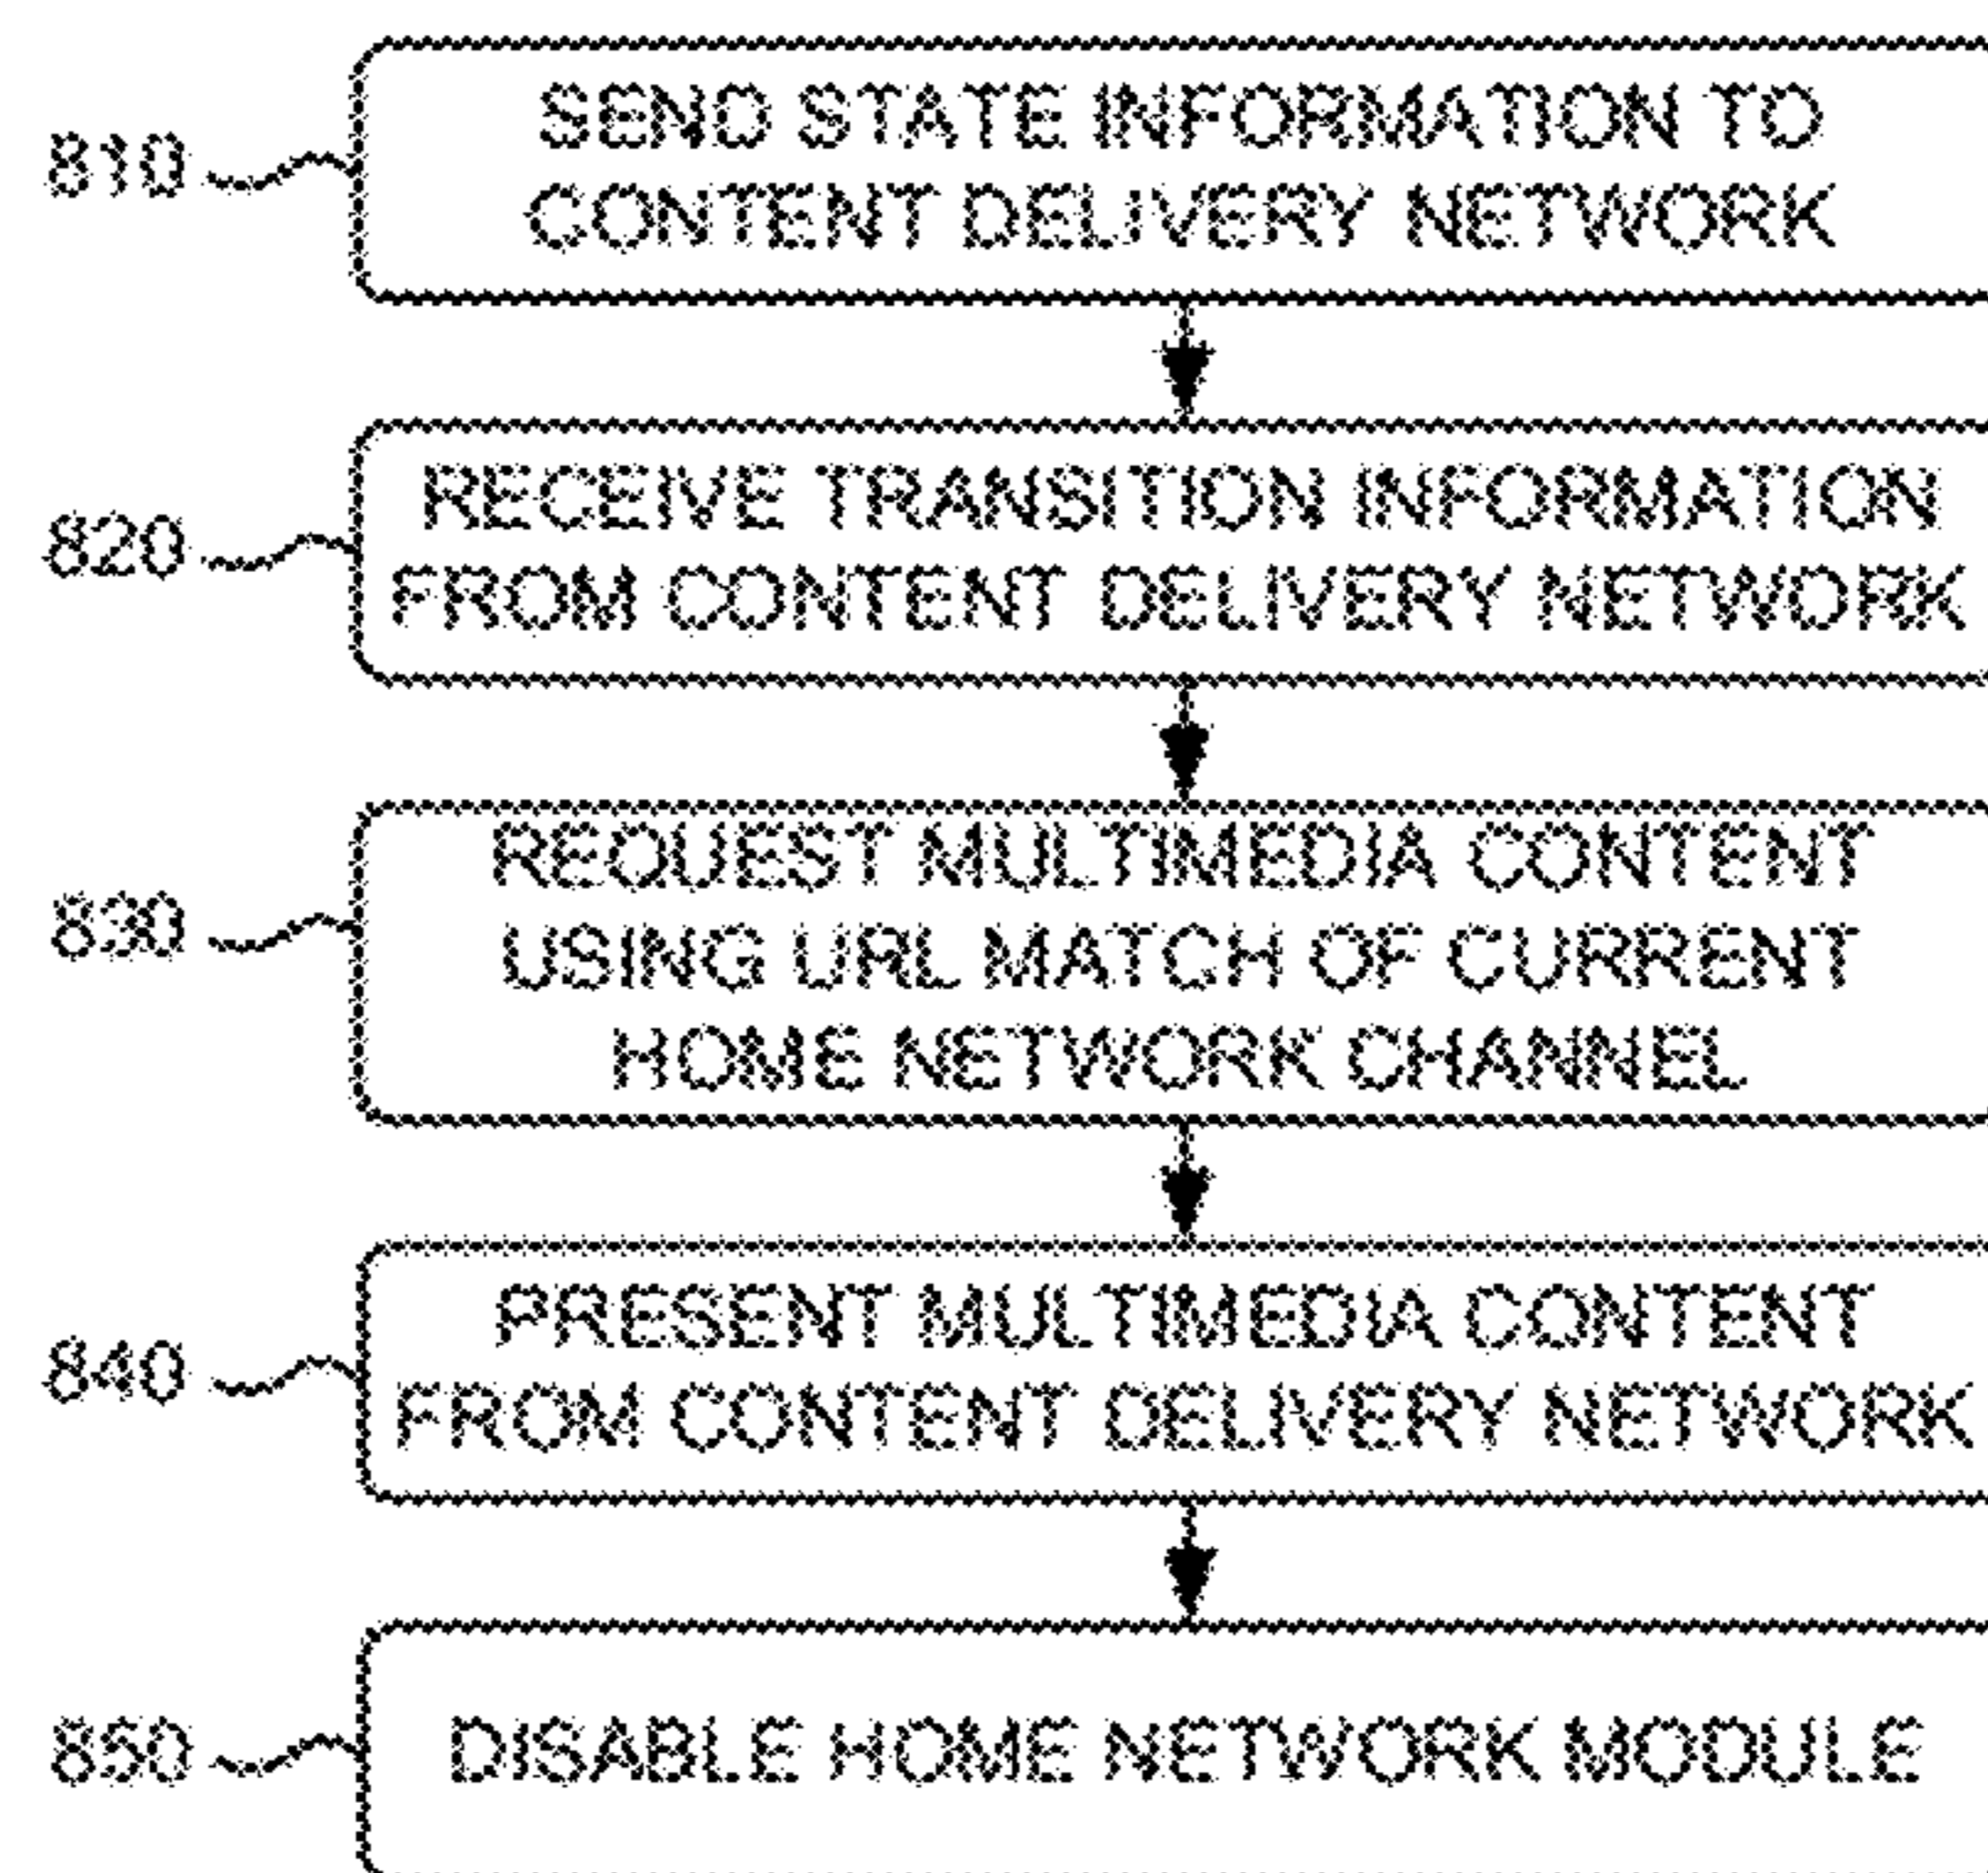 810
SEND STATE INFORMATION TO
CONTENT DELIVERY NETWORK
820
RECEIVE TRANSITION INFORMATION
FROM CONTENT DELIVERY NETWORK
830
REQUEST MULTIMEDIA CONTENT
USING URL MATCH OF CURRENT
HOME NETWORK CHANNEL
840
PRESENT MULTIMEDIA CONTENT
FROM CONTENT DELIVERY NETWORK
850
DISABLE HOME NETWORK MODULE